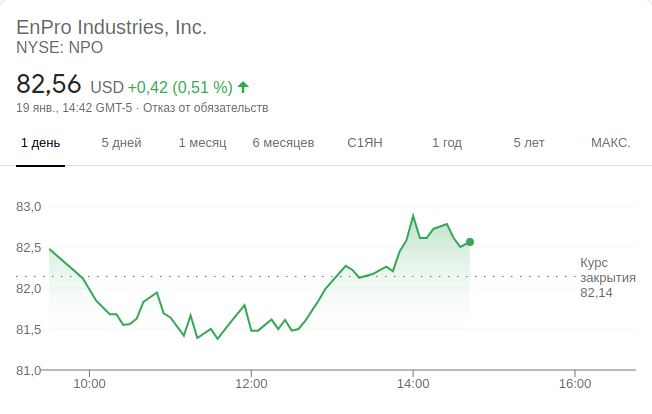 EnPro Industries, Inc.
NYSE: NPO
82,56 USD +0,42 (0,51 %)
19 янв., 14:42 GMT-5 · Отказ от обязательств
1 день 5 дней 1 месяц 6 месяцев С1ЯН 1 год 5 лет МАКС.
83,0
82,5
Курс
закрытия
82,14
82,0
81,5
81,0
10:00 12:00 14:00 16:00